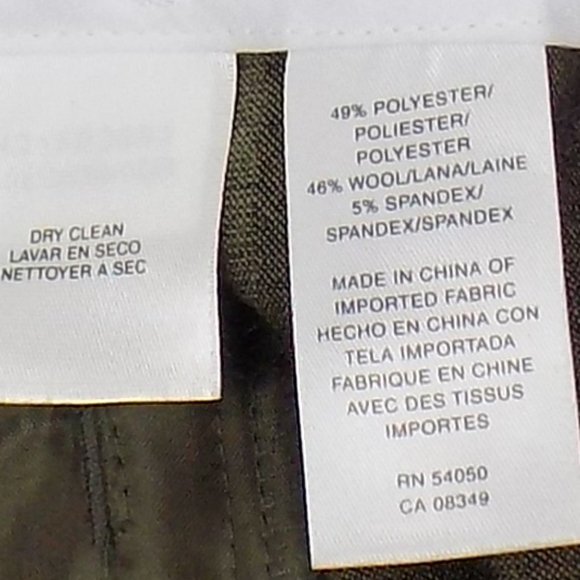 DRY CLEAN
LAVAR EN SECO
NETTOYER A SEC
49% POLYESTER/
POLIESTER/
POLYESTER
46% WOOL/LANA/LAINE
5% SPANDEX/
SPANDEX/SPANDEX
MADE IN CHINA OF
IMPORTED FABRIC
HECHO EN CHINA CON
TELA IMPORTADA
FABRIQUE EN CHINE
AVEC DES TISSUS
IMPORTES
RN 54050
CA 08349